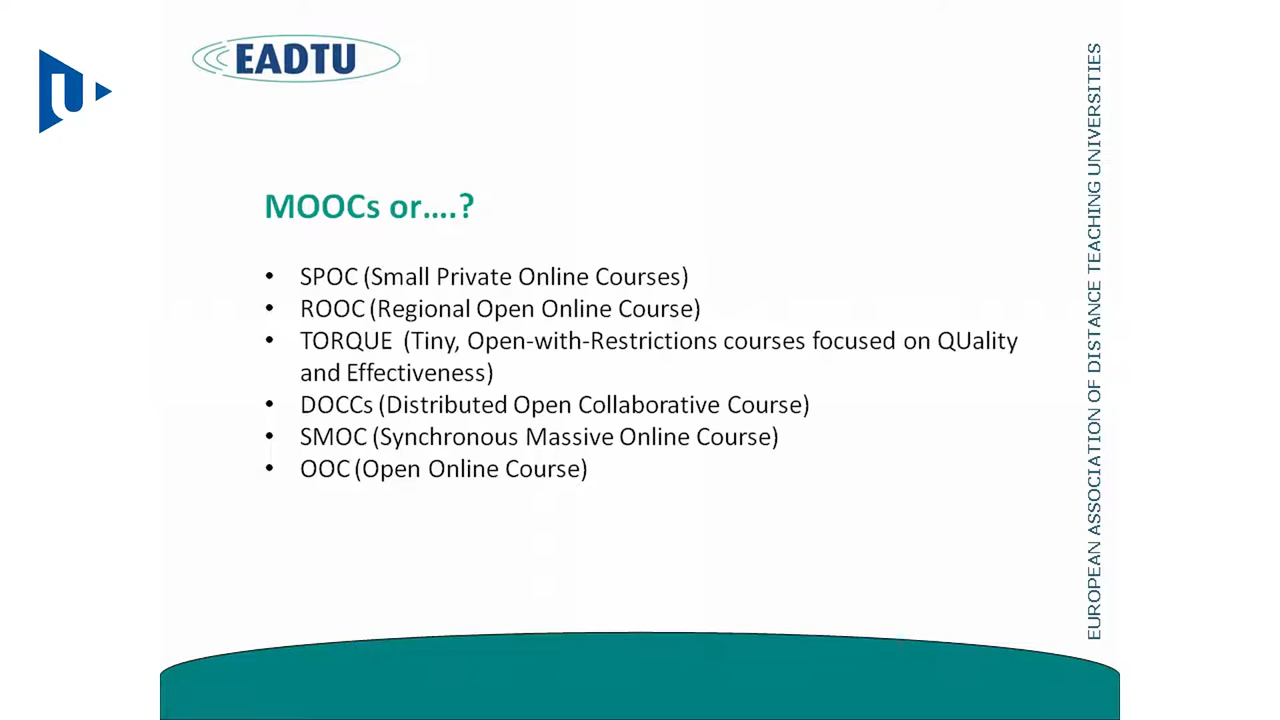 U
EADTU
MOOCs or….?
• SPOC (Small Private Online Courses)
• ROOC (Regional Open Online Course)
• TORQUE (Tiny, Open-with-Restrictions courses focused on QUality
and Effectiveness)
• DOCCs (Distributed Open Collaborative Course)
• SMOC (Synchronous Massive Online Course)
• OOC (Open Online Course)
EUROPEAN ASSOCIATION OF DISTANCE TEACHING UNIVERSITIES